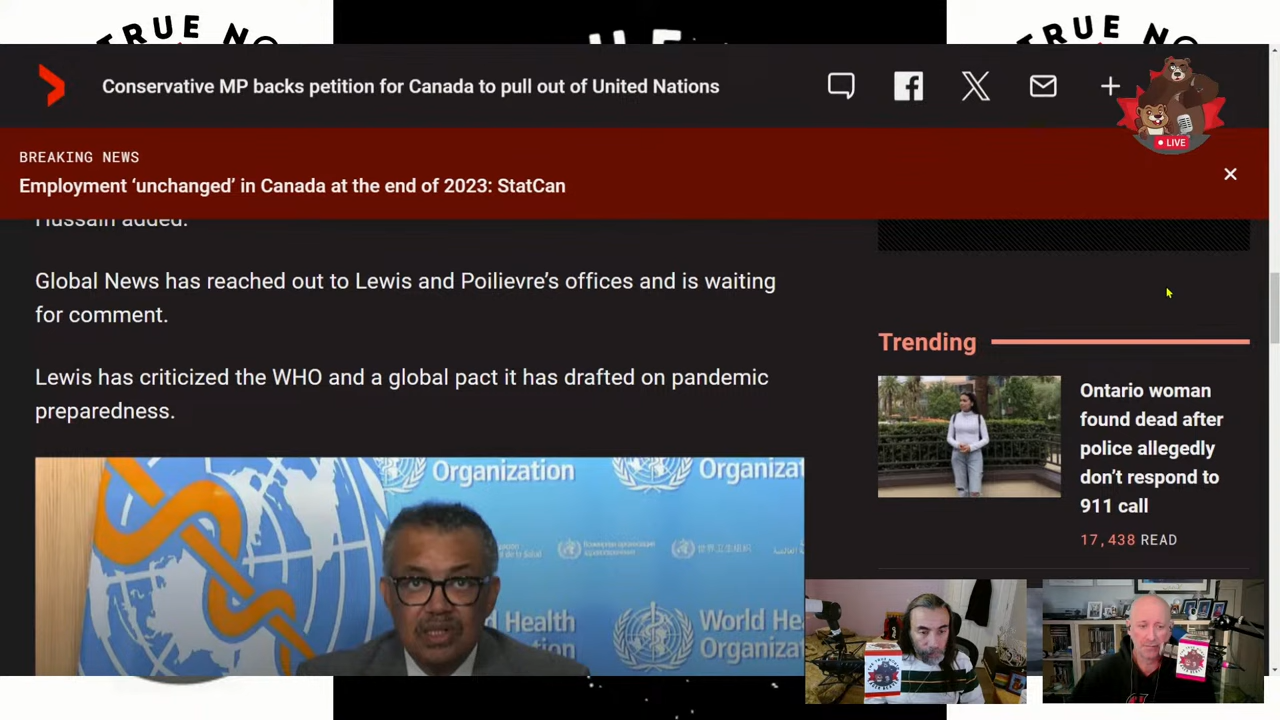 TRUE NO
TRUE NO
Conservative MP backs petition for Canada to pull out of United Nations
LIVE
BREAKING NEWS
Employment ‘unchanged’ in Canada at the end of 2023: StatCan
Hussain added.
Global News has reached out to Lewis and Poilievre’s offices and is waiting
for comment.
Lewis has criticized the WHO and a global pact it has drafted on pandemic
preparedness.
Trending
Ontario woman
found dead after
police allegedly
don’t respond to
911 call
17,438 READ
Organization
Organizat
World He
Organiza
Health